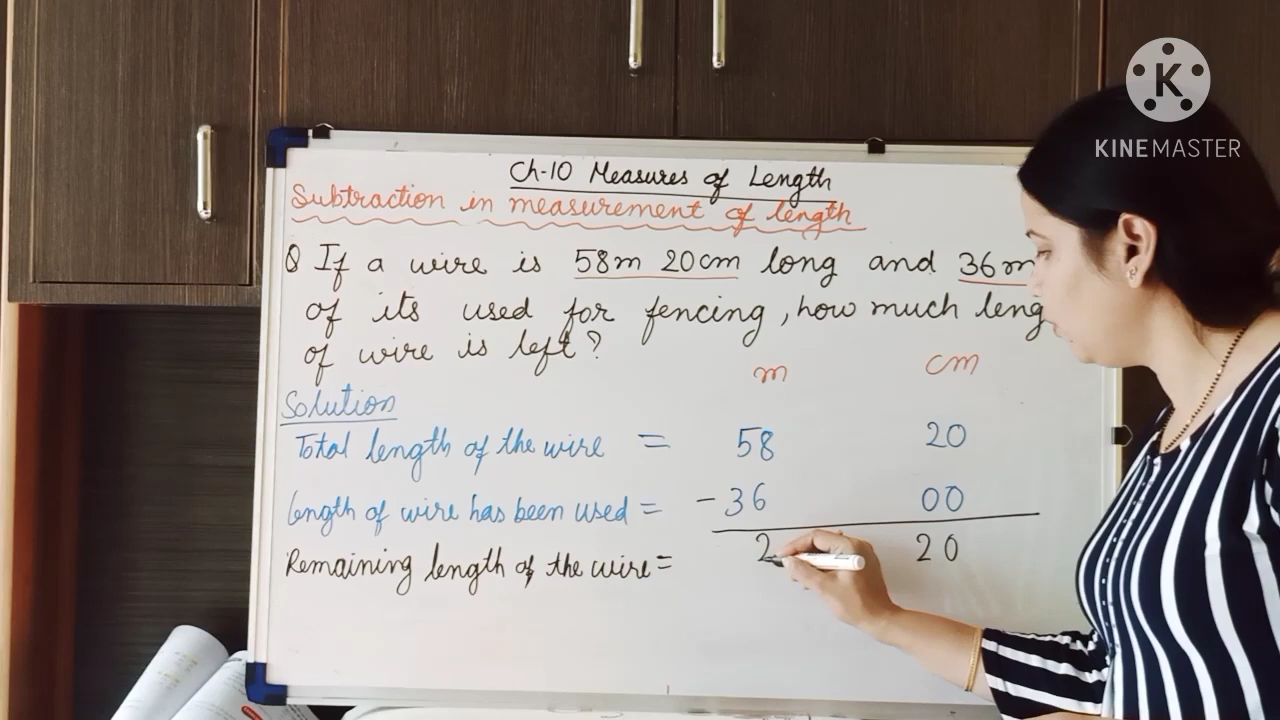 Ch-10 Measures of Length
Subtraction in measurement of length
Q If a wire is 58m 20cm long and 36m
of its used for fencing, how much leng
of wire is left?
m cm
Solution
Total length of the wire = 58 20
length of wire has been used = - 36 00
Remaining length of the wire = 2 20
K
KINEMASTER